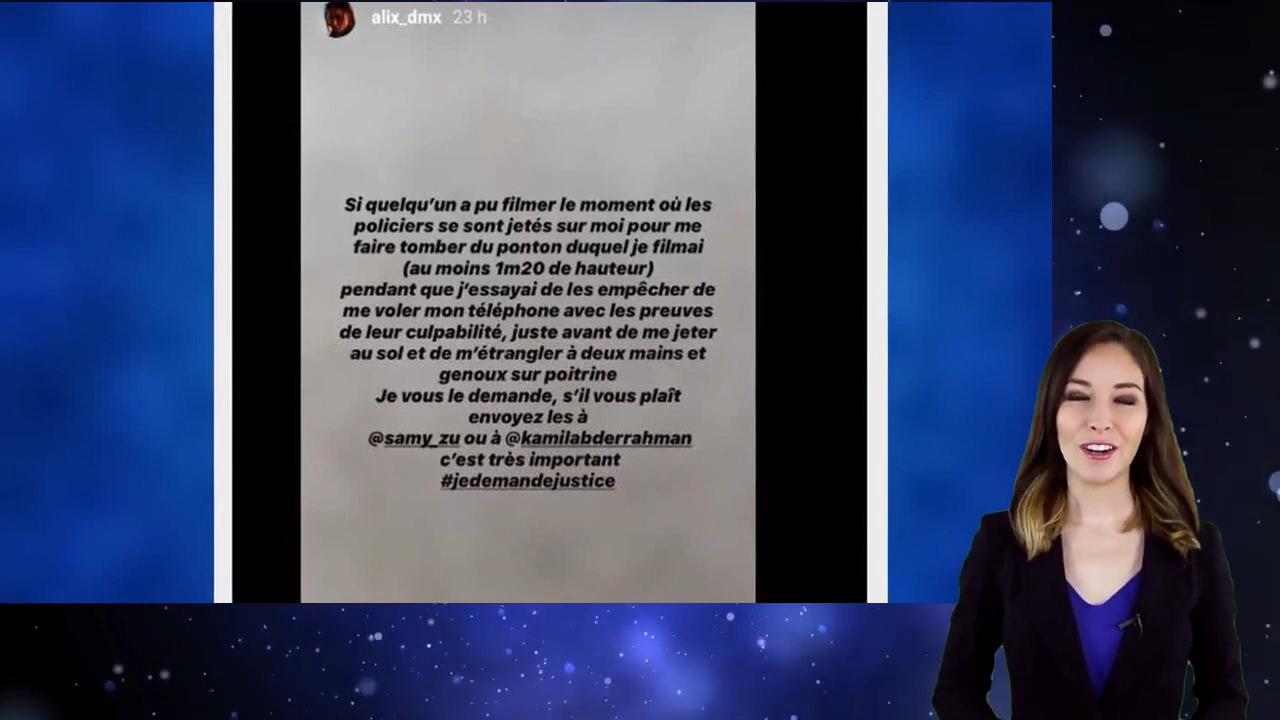 alix_dmx 23 h
Si quelqu'un a pu filmer le moment où les
policiers se sont jetés sur moi pour me
faire tomber du ponton duquel je filmai
(au moins 1m20 de hauteur)
pendant que j'essayai de les empêcher de
me voler mon téléphone avec les preuves
de leur culpabilité, juste avant de me jeter
au sol et de m'étrangler à deux mains et
genoux sur poitrine
Je vous le demande, s'il vous plaît
envoyez les à
@samy_zu ou à @kamilabderrahman
c'est très important
#jedemandejustice